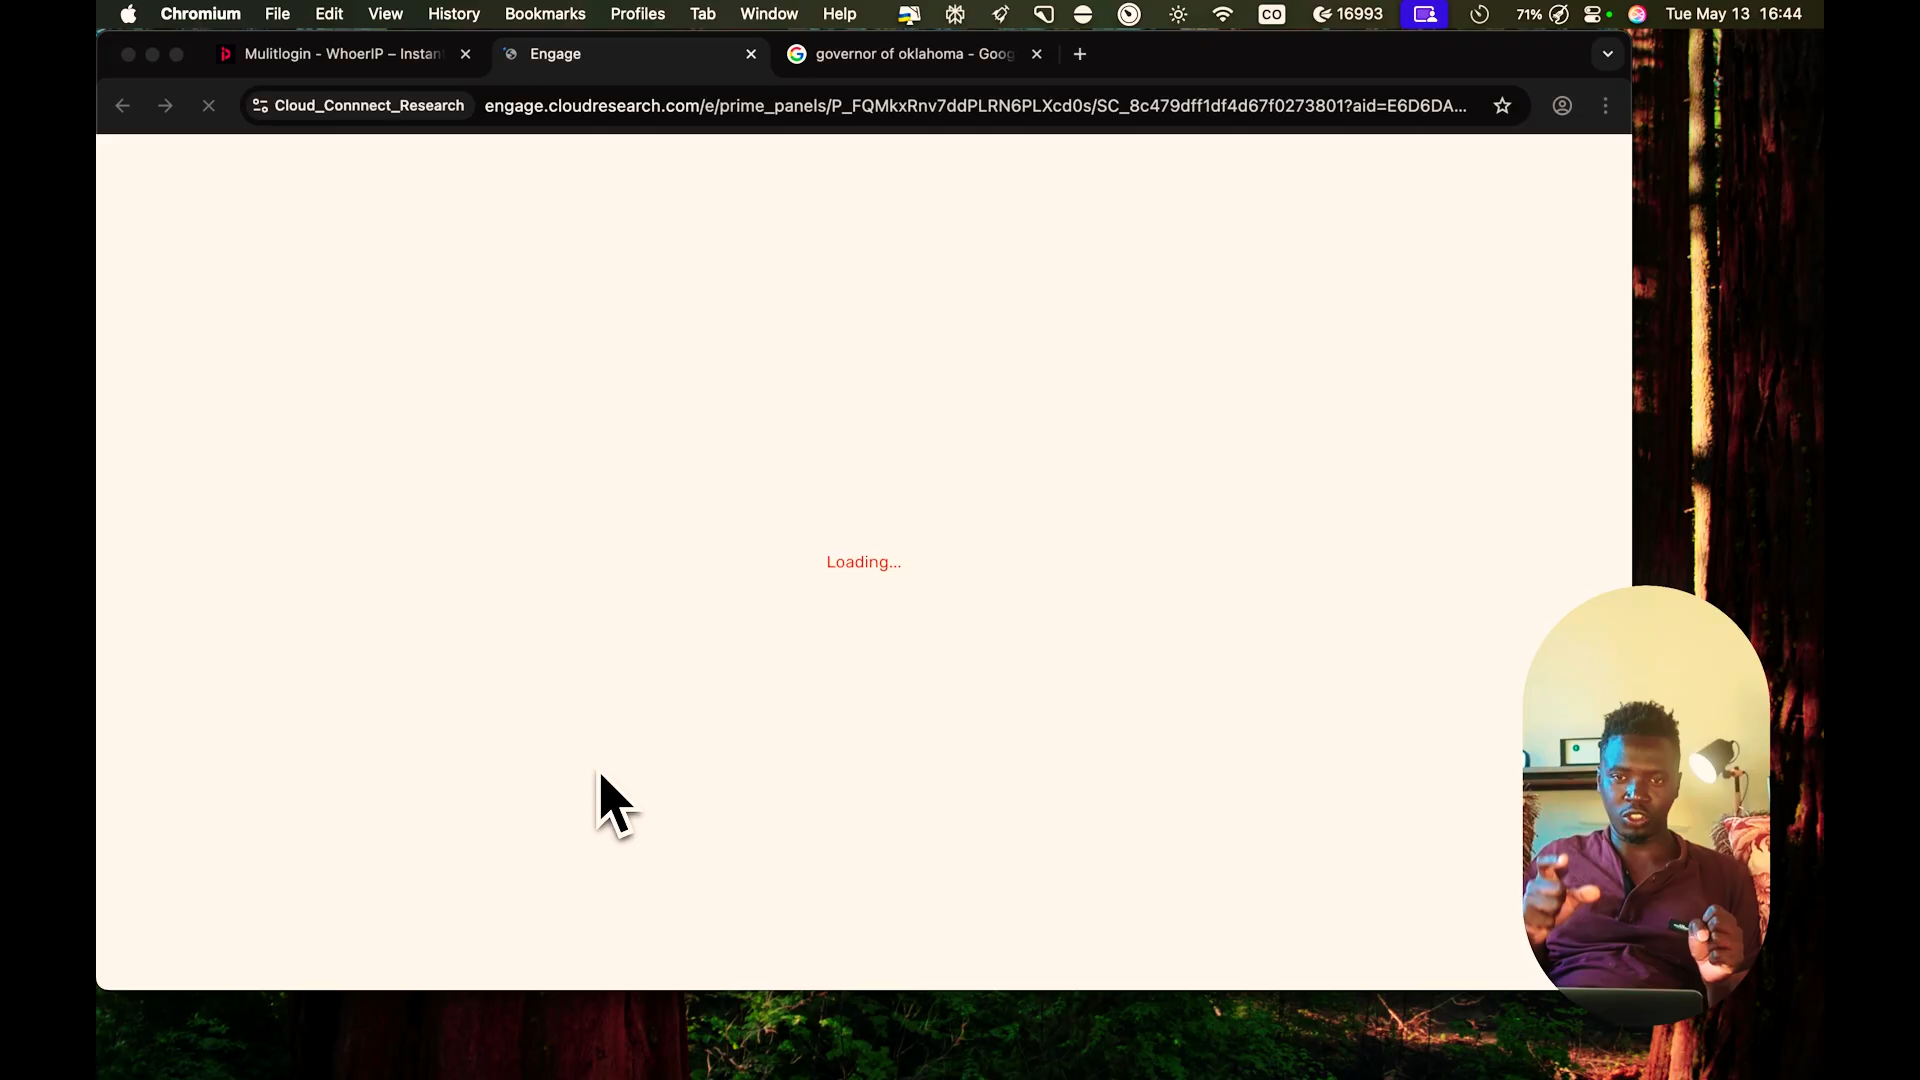 Chromium File Edit View History Bookmarks Profiles Tab Window Help CO 16993 71% Tue May 13 16:44
Mulitlogin - WhoerIP – Instan Engage governor of oklahoma - Goog
Cloud_Connnect_Research engage.cloudresearch.com/e/prime_panels/P_FQMkxRnv7ddPLRN6PLXcd0s/SC_8c479dff1df4d67f0273801?aid=E6D6DA...
Loading...